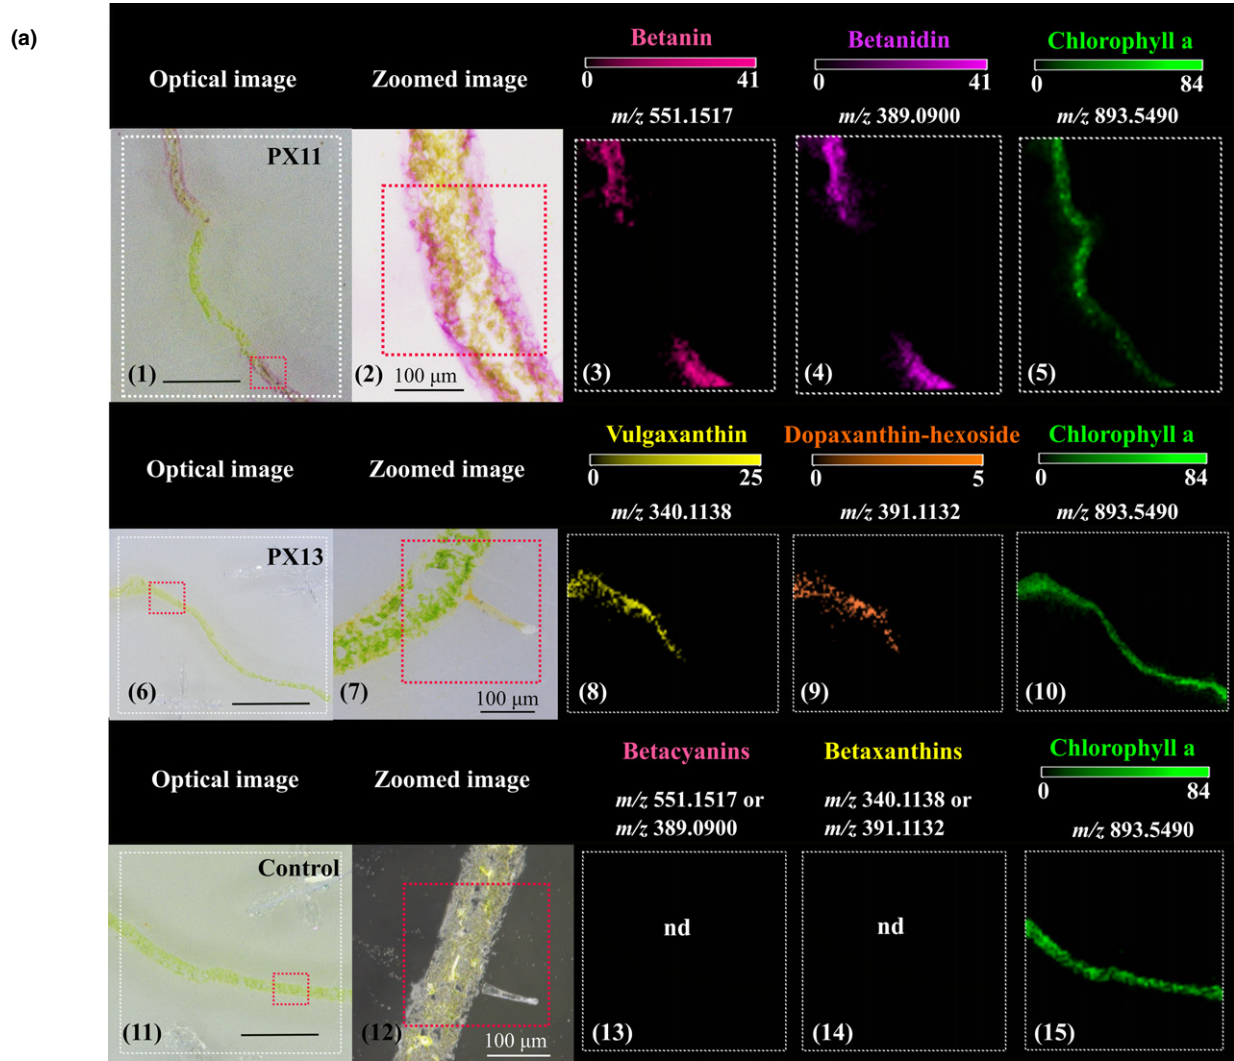 (a)
Optical image
Zoomed image
Betanin
0 41
m/z 551.1517
Betanidin
0 41
m/z 389.0900
Chlorophyll a
0 84
m/z 893.5490
PX11
(1)
(2)
100 μm
(3)
(4)
(5)
Optical image
Zoomed image
Vulgaxanthin
0 25
m/z 340.1138
Dopaxanthin-hexoside
0 5
m/z 391.1132
Chlorophyll a
0 84
m/z 893.5490
PX13
(6)
(7)
100 μm
(8)
(9)
(10)
Optical image
Zoomed image
Betacyanins
m/z 551.1517 or
m/z 389.0900
Betaxanthins
m/z 340.1138 or
m/z 391.1132
Chlorophyll a
0 84
m/z 893.5490
Control
(11)
(12)
100 μm
nd
(13)
nd
(14)
(15)